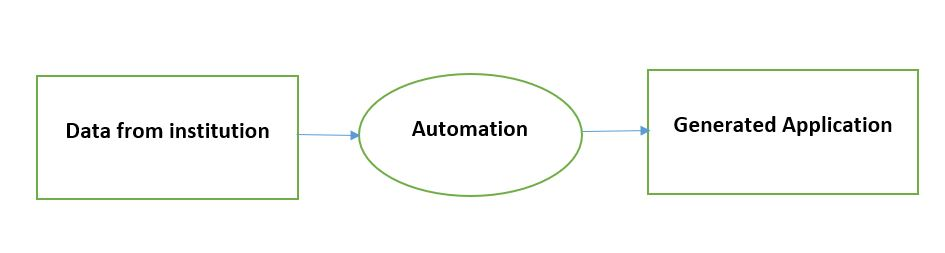 Data from institution
Automation
Generated Application